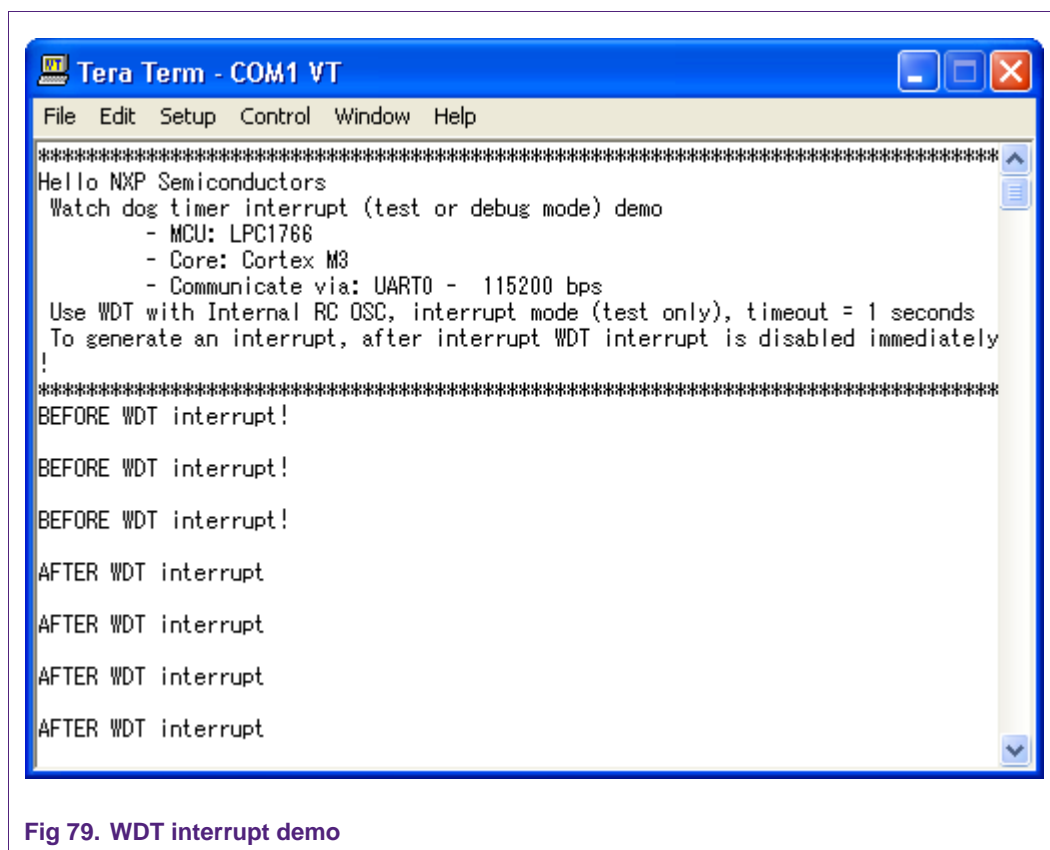 VT
Tera Term - COM1 VT
File Edit Setup Control Window Help
********************************************************************************
Hello NXP Semiconductors
Watch dog timer interrupt (test or debug mode) demo
- MCU: LPC1766
- Core: Cortex M3
- Communicate via: UART0 - 115200 bps
Use WDT with Internal RC OSC, interrupt mode (test only), timeout = 1 seconds
To generate an interrupt, after interrupt WDT interrupt is disabled immediately
!
********************************************************************************
BEFORE WDT interrupt!
BEFORE WDT interrupt!
BEFORE WDT interrupt!
AFTER WDT interrupt
AFTER WDT interrupt
AFTER WDT interrupt
AFTER WDT interrupt
Fig 79. WDT interrupt demo